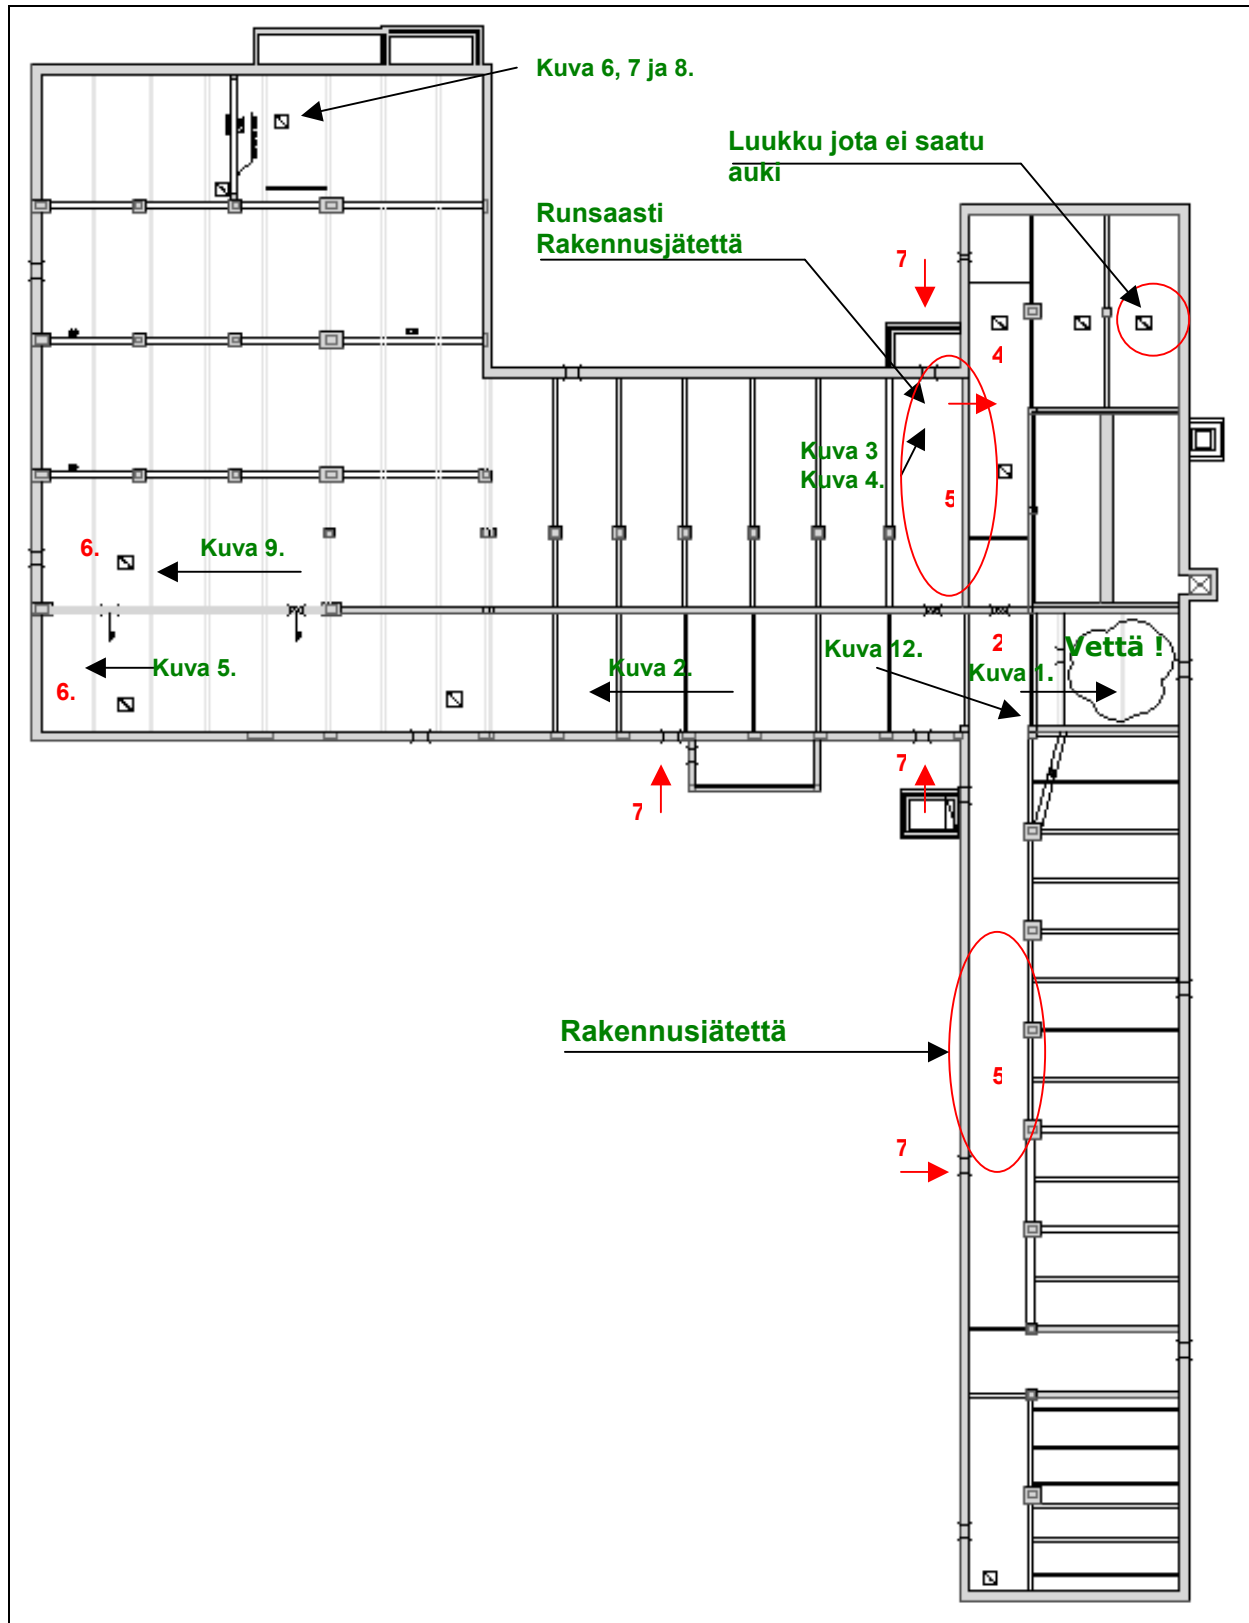 Kuva 6, 7 ja 8.
Luukku jota ei saatu
auki
Runsaasti
Rakennusjätettä
7
4
Kuva 3
Kuva 4.
5
6.
Kuva 9.
2
Vettä !
Kuva 12.
Kuva 5.
Kuva 2.
Kuva 1.
6.
7
7
Rakennusjätettä
5
7